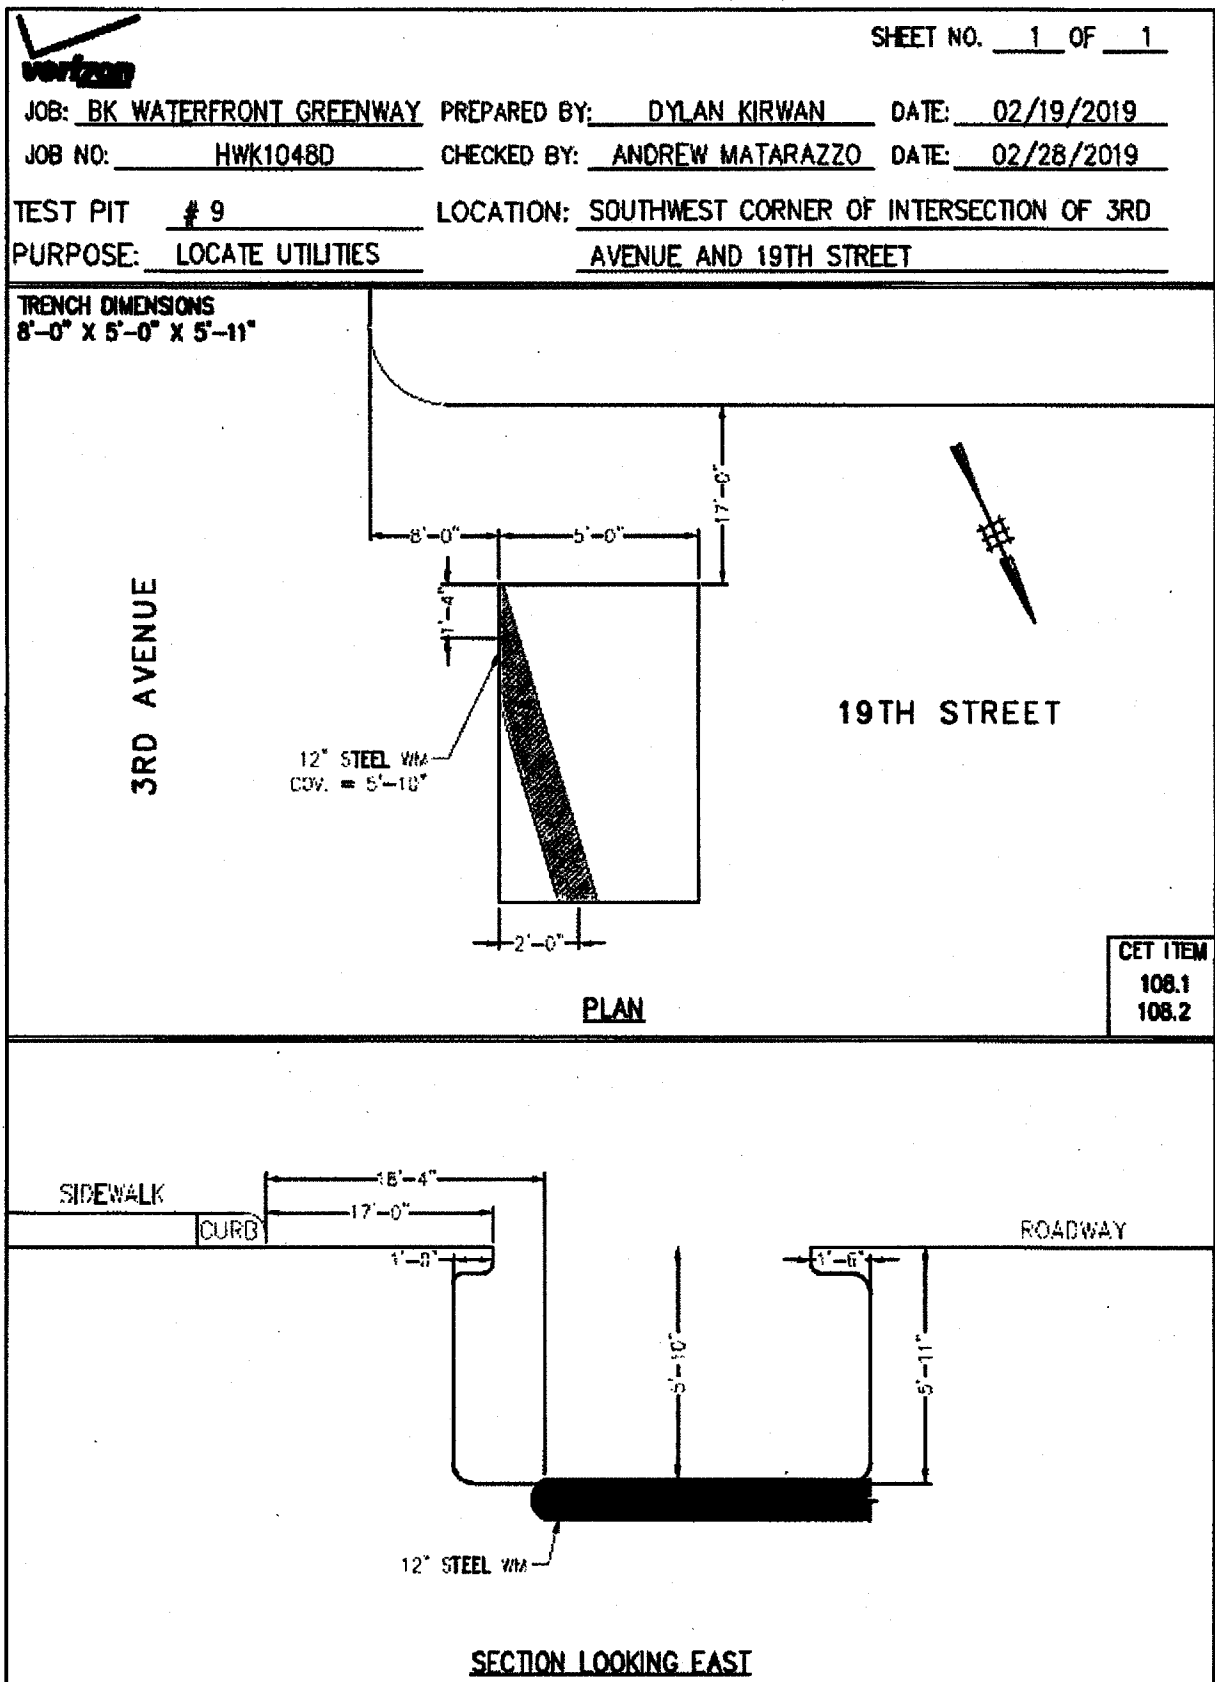 SHEET NO. 1 OF 1
verizon
JOB: BK WATERFRONT GREENWAY PREPARED BY: DYLAN KIRWAN DATE: 02/19/2019
JOB NO: HWK1048D CHECKED BY: ANDREW MATARAZZO DATE: 02/28/2019
TEST PIT # 9 LOCATION: SOUTHWEST CORNER OF INTERSECTION OF 3RD
PURPOSE: LOCATE UTILITIES AVENUE AND 19TH STREET
TRENCH DIMENSIONS
8'-0" X 5'-0" X 5'-11"
17'-0"
8'-0" 5'-0"
1'-4"
3RD AVENUE
19TH STREET
12" STEEL WM
COV. = 5'-10"
2'-0"
CET ITEM
108.1
108.2
PLAN
18'-4"
SIDEWALK
17'-0"
CURB
ROADWAY
1'-6"
5'-10"
5'-11"
12" STEEL WM
SECTION LOOKING EAST